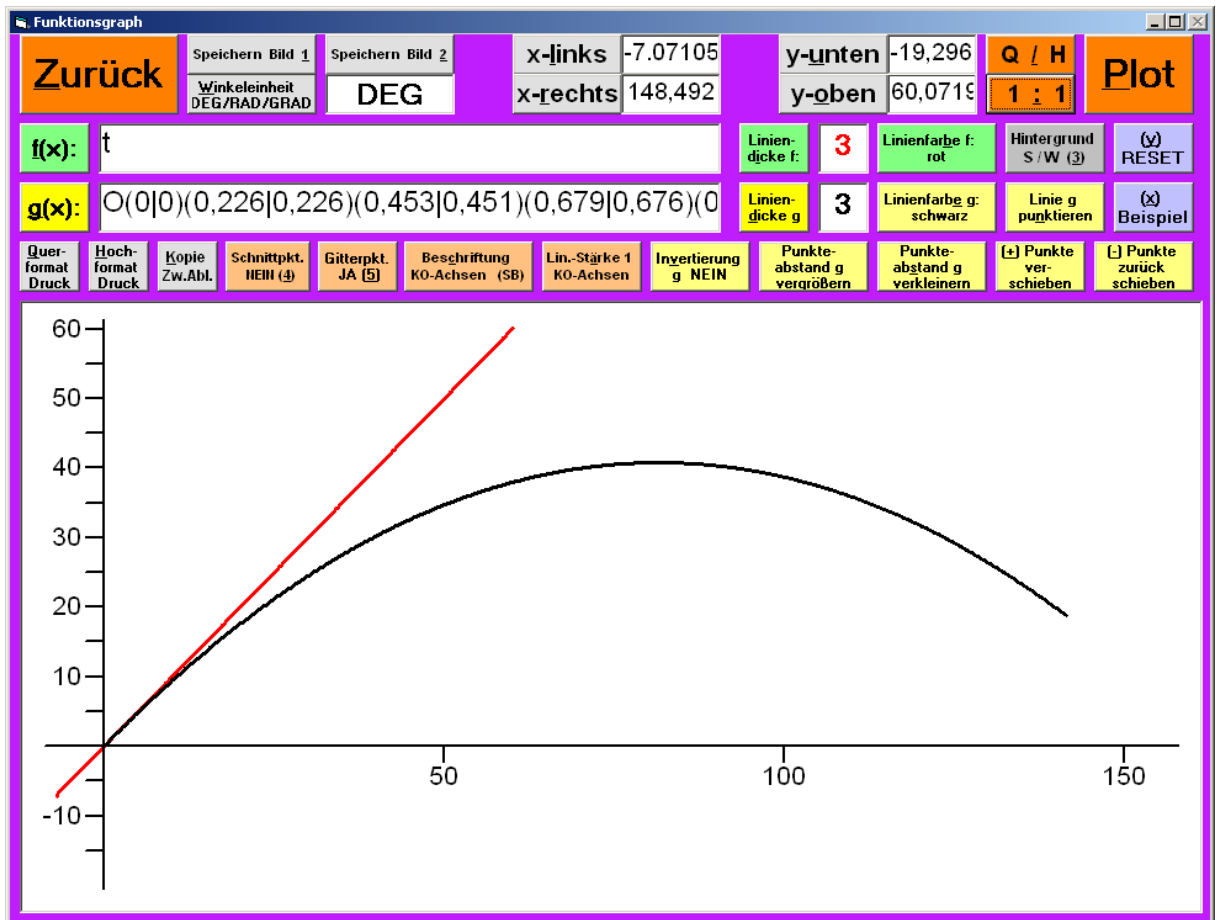 Funktionsgraph
Zurück
Speichern Bild 1
Speichern Bild 2
Winkeleinheit
DEG/RAD/GRAD
DEG
x-links
-7.07105
x-rechts
148,492
y-unten
-19,296
y-oben
60,0719
Q / H
1 : 1
Plot
f(x):
t
Linien-
dicke f:
3
Linienfarbe f:
rot
Hintergrund
S / W (3)
(y)
RESET
g(x):
O(0|0)(0,226|0,226)(0,453|0,451)(0,679|0,676)(0
Linien-
dicke g
3
Linienfarbe g:
schwarz
Linie g
punktieren
(x)
Beispiel
Quer-
format
Druck
Hoch-
format
Druck
Kopie
Zw.Abl.
Schnittpkt.
NEIN (4)
Gitterpkt.
JA (5)
Beschriftung
KO-Achsen (SB)
Lin.-Stärke 1
KO-Achsen
Invertierung
g NEIN
Punkte-
abstand g
vergrößern
Punkte-
abstand g
verkleinern
(+) Punkte
ver-
schieben
(-) Punkte
zurück
schieben
60
50
40
30
20
10
-10
50
100
150